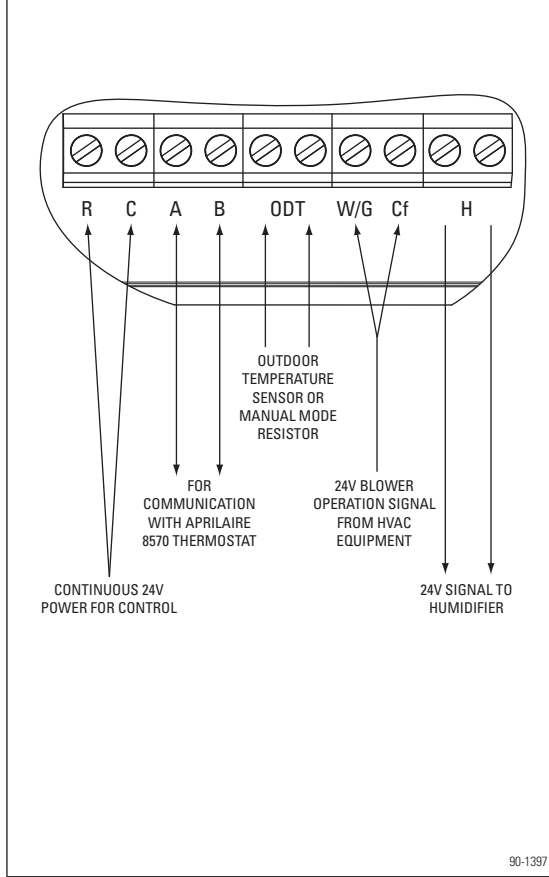 R C A B ODT W/G Cf H
OUTDOOR
TEMPERATURE
SENSOR OR
MANUAL MODE
RESISTOR
FOR
COMMUNICATION
WITH APRILAIRE
8570 THERMOSTAT
24V BLOWER
OPERATION SIGNAL
FROM HVAC
EQUIPMENT
CONTINUOUS 24V
POWER FOR CONTROL
24V SIGNAL TO
HUMIDIFIER
90-1397